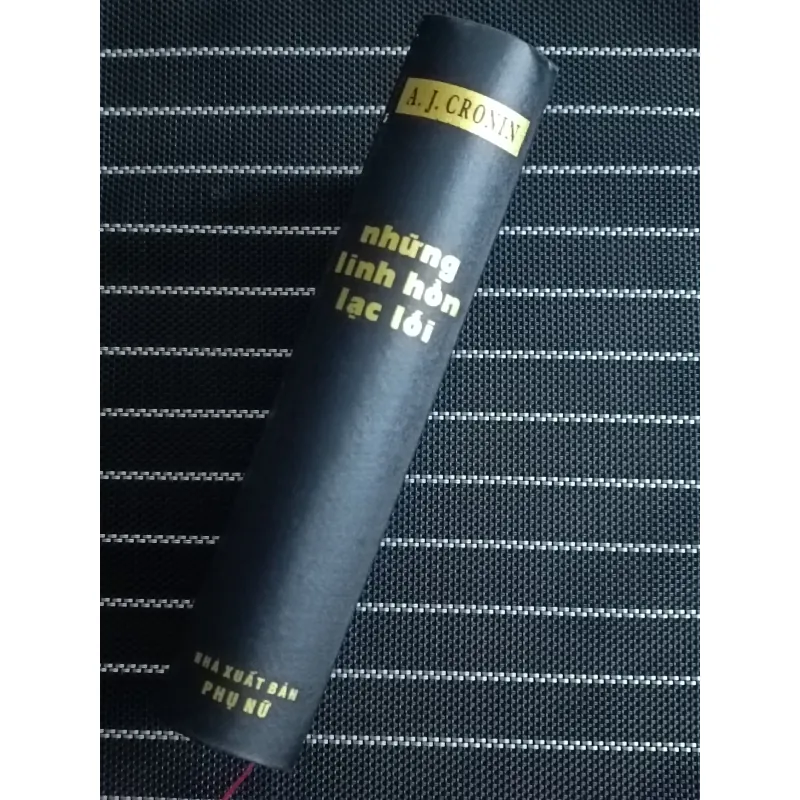 A. J. CRONIN
những
linh hồn
lạc lối
NHÀ XUẤT BẢN
PHỤ NỮ